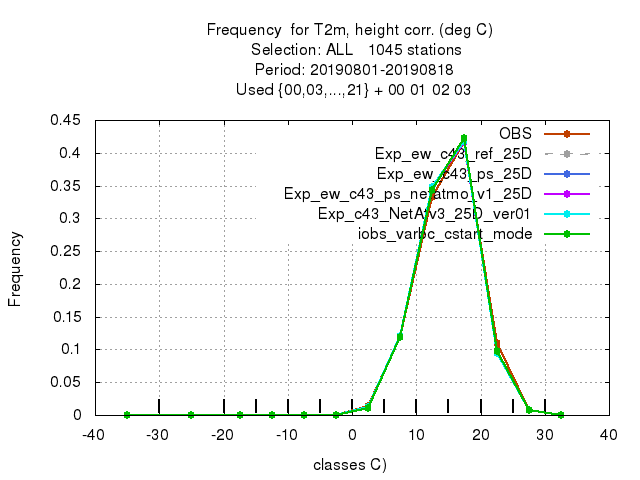 Frequency for T2m, height corr. (deg C)
Selection: ALL 1045 stations
Period: 20190801-20190818
Used {00,03,...,21} + 00 01 02 03
0.45
0.4
0.35
0.3
0.25
0.2
0.15
0.1
0.05
0
Frequency
OBS
Exp_ew_c43_ref_25D
Exp_ew_c43_ps_25D
Exp_ew_c43_ps_netatmo_v1_25D
Exp_c43_NetAtv3_25D_ver01
iobs_varbc_cstart_mode
-40 -30 -20 -10 0 10 20 30 40
classes C)